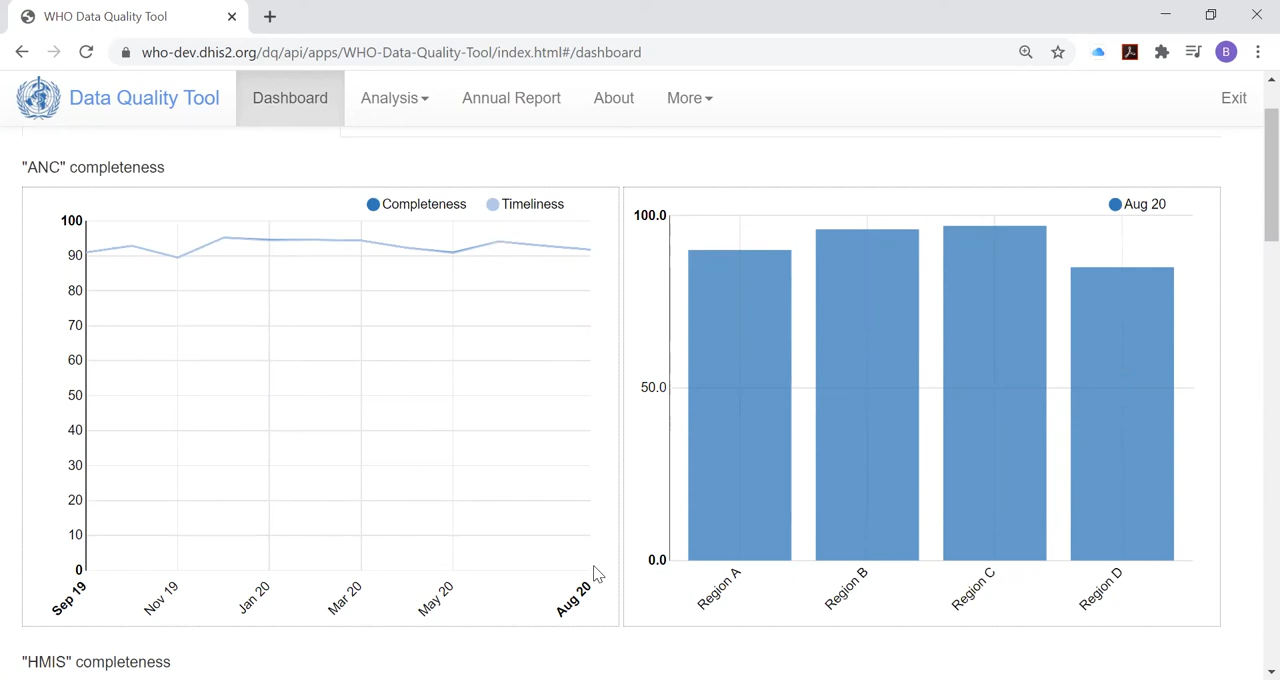 WHO Data Quality Tool
who-dev.dhis2.org/dq/api/apps/WHO-Data-Quality-Tool/index.html#/dashboard
B
Data Quality Tool
Dashboard
Analysis
Annual Report
About
More
Exit
"ANC" completeness
Completeness
Timeliness
100
90
80
70
60
50
40
30
20
10
0
Sep 19
Nov 19
Jan 20
Mar 20
May 20
Aug 20
Aug 20
100.0
50.0
0.0
Region A
Region B
Region C
Region D
"HMIS" completeness